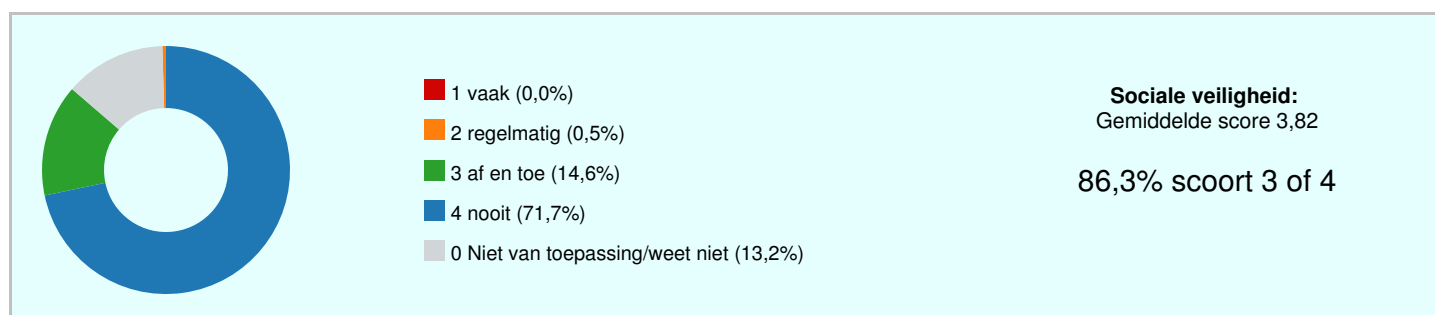 1 vaak (0,0%)
2 regelmatig (0,5%)
3 af en toe (14,6%)
4 nooit (71,7%)
0 Niet van toepassing/weet niet (13,2%)
Sociale veiligheid:
Gemiddelde score 3,82
86,3% scoort 3 of 4